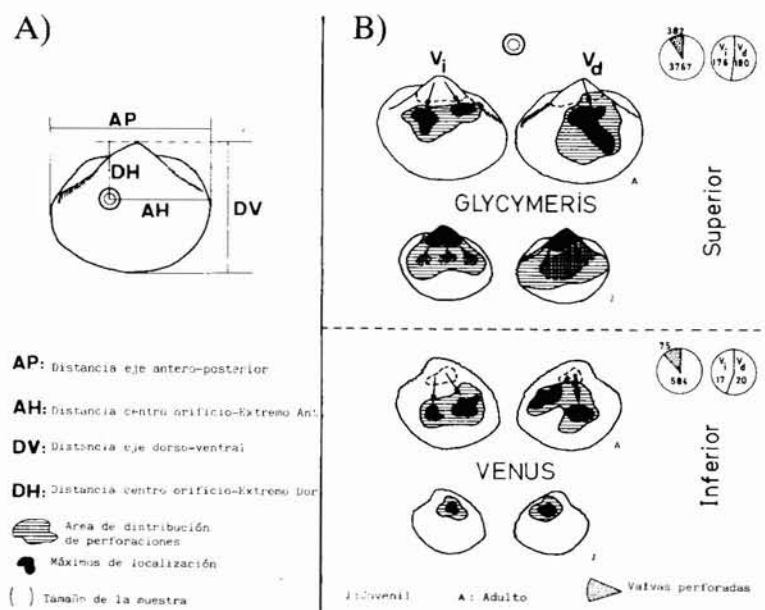 A)
AP
DH
AH
DV
AP: Distancia eje antero-posterior
AH: Distancia centro orificio-Extremo Ant
DV: Distancia eje dorso-ventral
DH: Distancia centro orificio-Extremo Dor
Area de distribución
de perforaciones
Máximos de localización
( ) Tamaño de la muestra
B)
Vi
Vd
382
3767
Vi Vd
176 180
A
GLYCYMERIS
Superior
J
75
584
Vi Vd
17 20
A
VENUS
Inferior
J
J:Juvenil
A: Adulto
Valvas perforadas